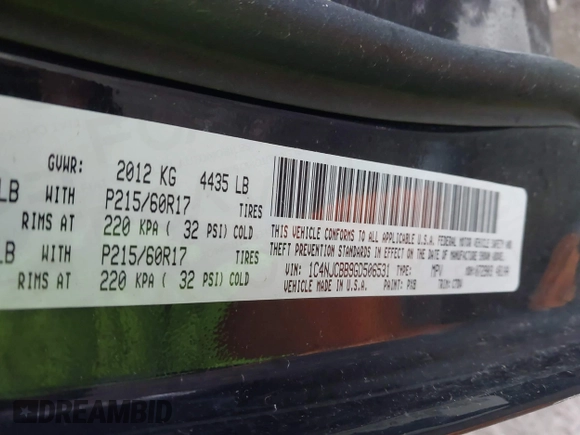 GVWR: 2012 KG 4435 LB
LB WITH P215/60R17 TIRES
RIMS AT 220 KPA ( 32 PSI) COLD
LB WITH P215/60R17 TIRES
RIMS AT 220 KPA ( 32 PSI) COLD
THIS VEHICLE CONFORMS TO ALL APPLICABLE U.S.A. FEDERAL MOTOR VEHICLE SAFETY AND
THEFT PREVENTION STANDARDS IN EFFECT ON THE DATE OF MANUFACTURE SHOWN ABOVE.
VIN: 1C4NJCBB9GD506531 TYPE: MPV
VEHICLE MADE IN U.S.A. PAINT: TRIM:
DREAMBID